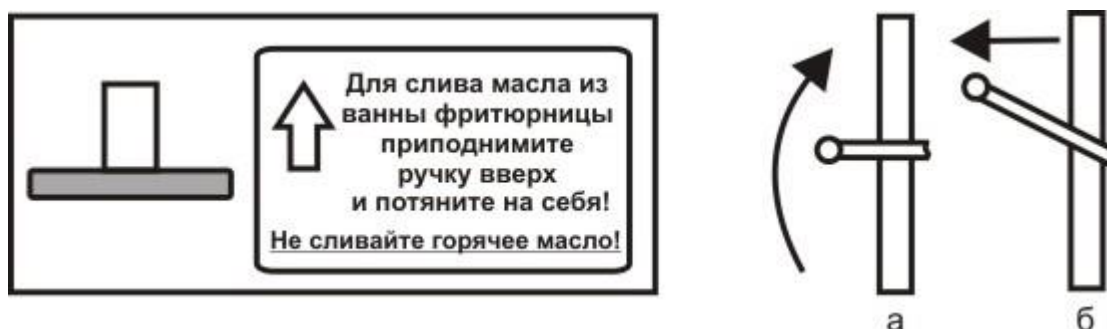 Для слива масла из
ванны фритюрницы
приподнимите
ручку вверх
и потяните на себя!
Не сливайте горячее масло!
а
б